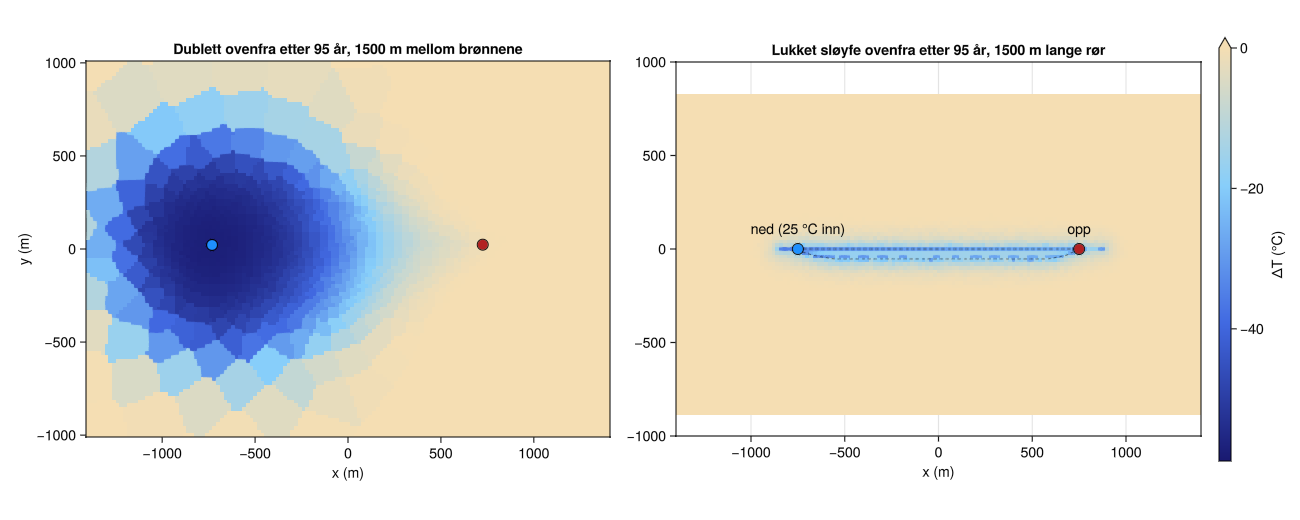 Dublett ovenfra etter 95 år, 1500 m mellom brønnene
1000
500
0
−500
−1000
y (m)
−1000
−500
0
500
1000
x (m)
Lukket sløyfe ovenfra etter 95 år, 1500 m lange rør
1000
500
0
−500
−1000
ned (25 °C inn)
opp
−1000
−500
0
500
1000
x (m)
0
−20
−40
ΔT (°C)